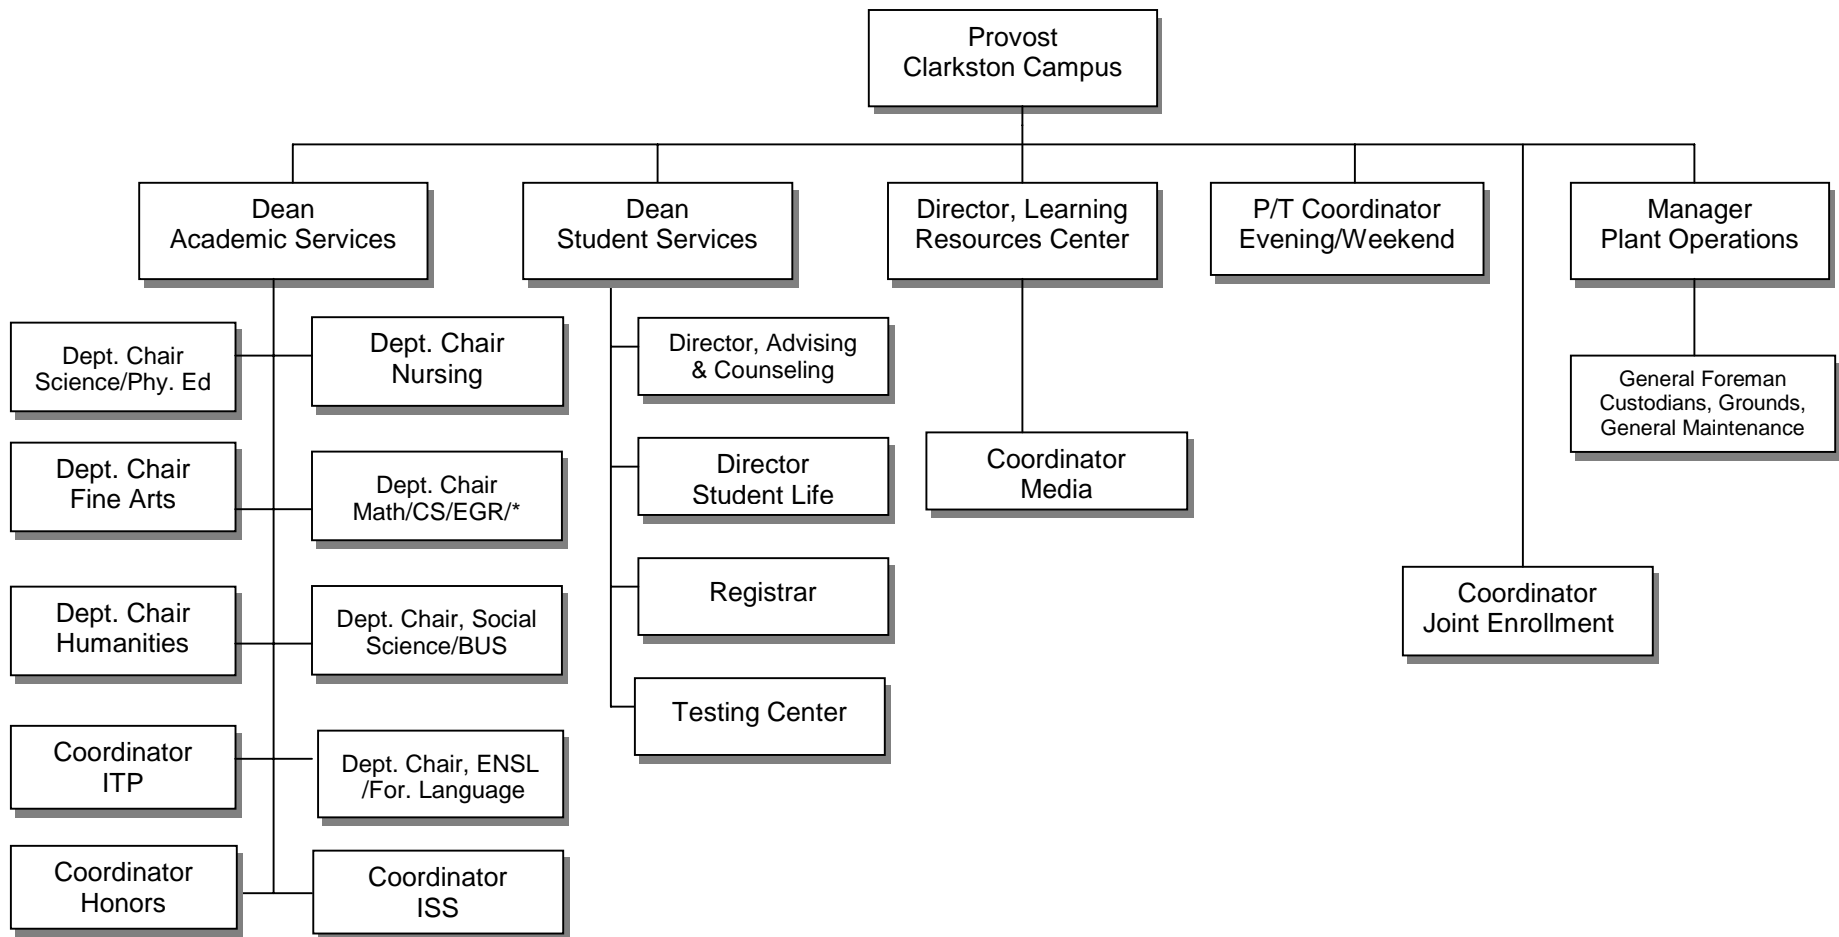 Provost
Clarkston Campus
Dean
Academic Services
Dean
Student Services
Director, Learning
Resources Center
P/T Coordinator
Evening/Weekend
Manager
Plant Operations
Dept. Chair
Science/Phy. Ed
Dept. Chair
Nursing
Director, Advising
& Counseling
General Foreman
Custodians, Grounds,
General Maintenance
Dept. Chair
Fine Arts
Dept. Chair
Math/CS/EGR/*
Director
Student Life
Coordinator
Media
Dept. Chair
Humanities
Dept. Chair, Social
Science/BUS
Registrar
Coordinator
Joint Enrollment
Coordinator
ITP
Dept. Chair, ENSL
/For. Language
Testing Center
Coordinator
Honors
Coordinator
ISS